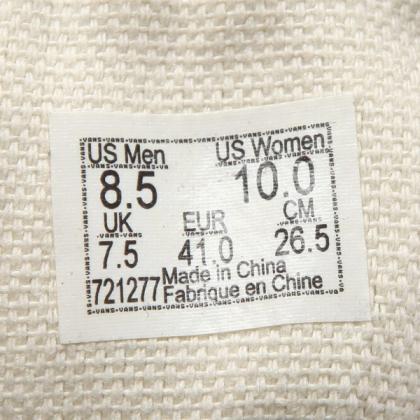 US Men US Women
8.5 10.0
UK EUR CM
7.5 41.0 26.5
721277 Made in China
Fabrique en Chine